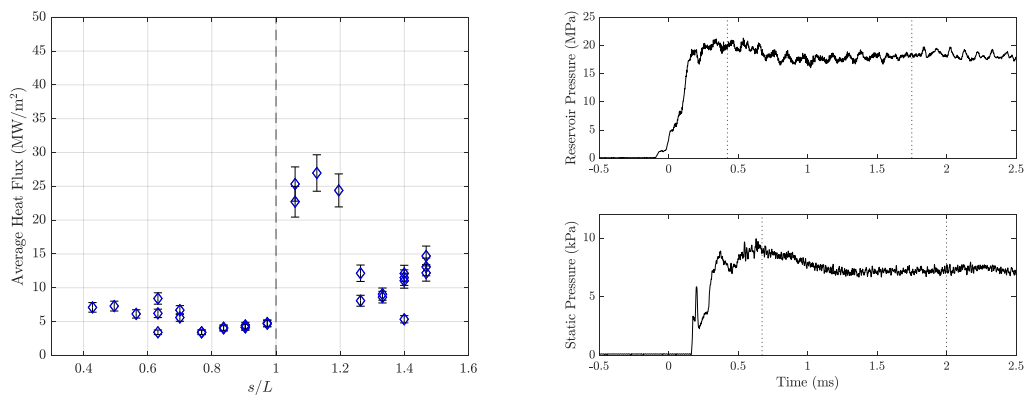 Average Heat Flux (MW/m²)
50
45
40
35
30
25
20
15
10
5
0
0.4 0.6 0.8 1 1.2 1.4 1.6
s/L
Reservoir Pressure (MPa)
25
20
15
10
5
0
-0.5 0 0.5 1 1.5 2 2.5
Static Pressure (kPa)
10
5
0
-0.5 0 0.5 1 1.5 2 2.5
Time (ms)